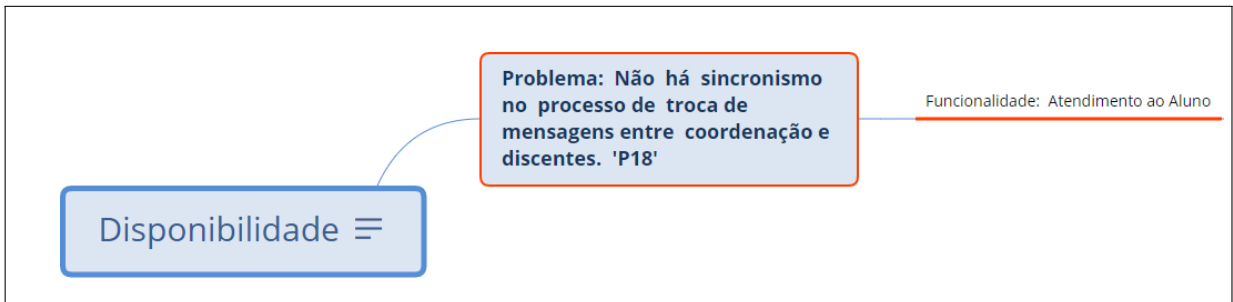 Problema: Não há sincronismo
no processo de troca de
mensagens entre coordenação e
discentes. 'P18'
Funcionalidade: Atendimento ao Aluno
Disponibilidade